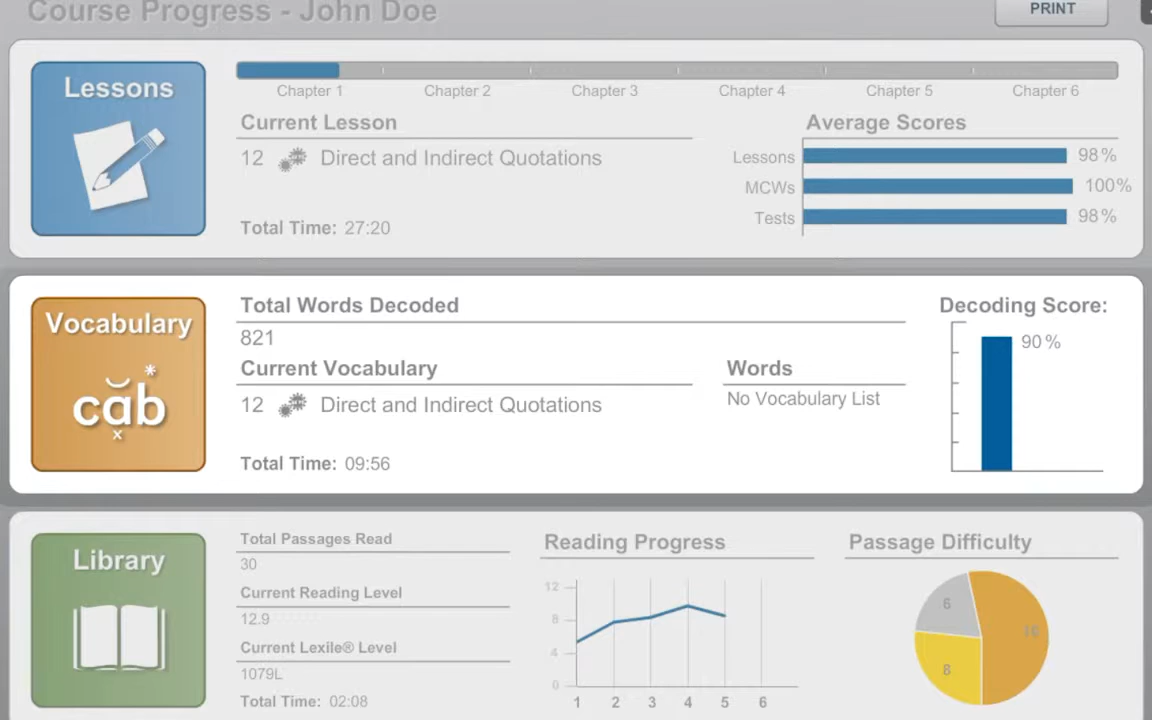 Course Progress - John Doe
PRINT
Lessons
Chapter 1 Chapter 2 Chapter 3 Chapter 4 Chapter 5 Chapter 6
Current Lesson
12 Direct and Indirect Quotations
Total Time: 27:20
Average Scores
Lessons 98%
MCWs 100%
Tests 98%
Vocabulary
căb
*
x
Total Words Decoded
821
Current Vocabulary
12 Direct and Indirect Quotations
Total Time: 09:56
Words
No Vocabulary List
Decoding Score:
90%
Library
Total Passages Read
30
Current Reading Level
12.9
Current Lexile® Level
1079L
Total Time: 02:08
Reading Progress
12
8
4
0
1 2 3 4 5 6
Passage Difficulty
6
8